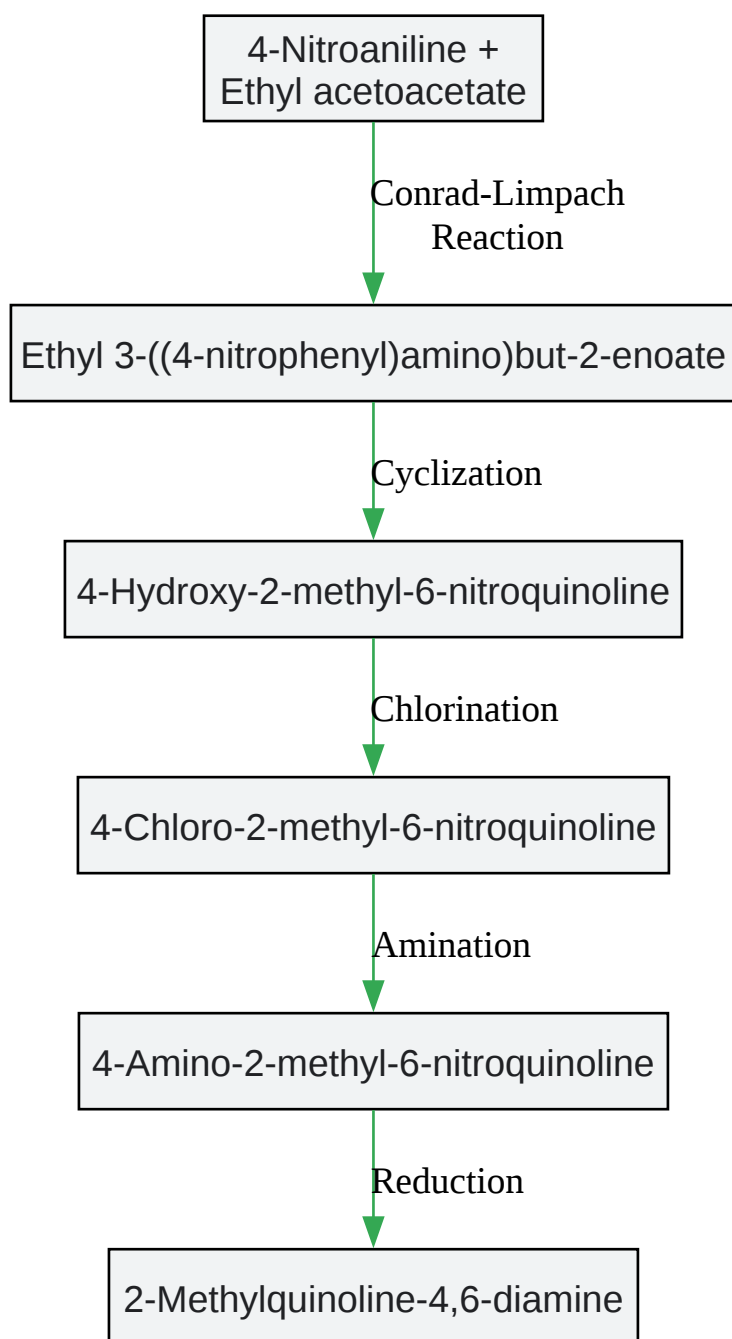 4-Nitroaniline +
Ethyl acetoacetate
Conrad-Limpach
Reaction
Ethyl 3-((4-nitrophenyl)amino)but-2-enoate
Cyclization
4-Hydroxy-2-methyl-6-nitroquinoline
Chlorination
4-Chloro-2-methyl-6-nitroquinoline
Amination
4-Amino-2-methyl-6-nitroquinoline
Reduction
2-Methylquinoline-4,6-diamine